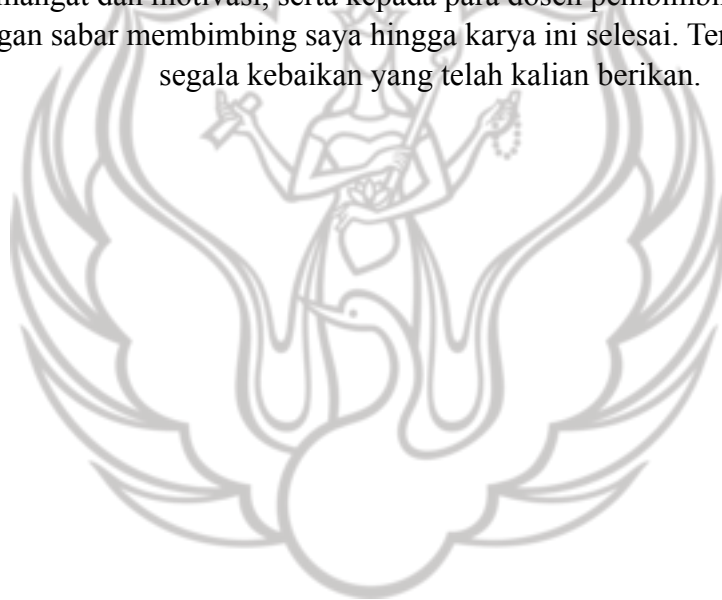 dan motivasi, serta kepada para dosen
sabar membimbing saya hingga karya ini selesai.
segala kebaikan yang telah kalian berikan.